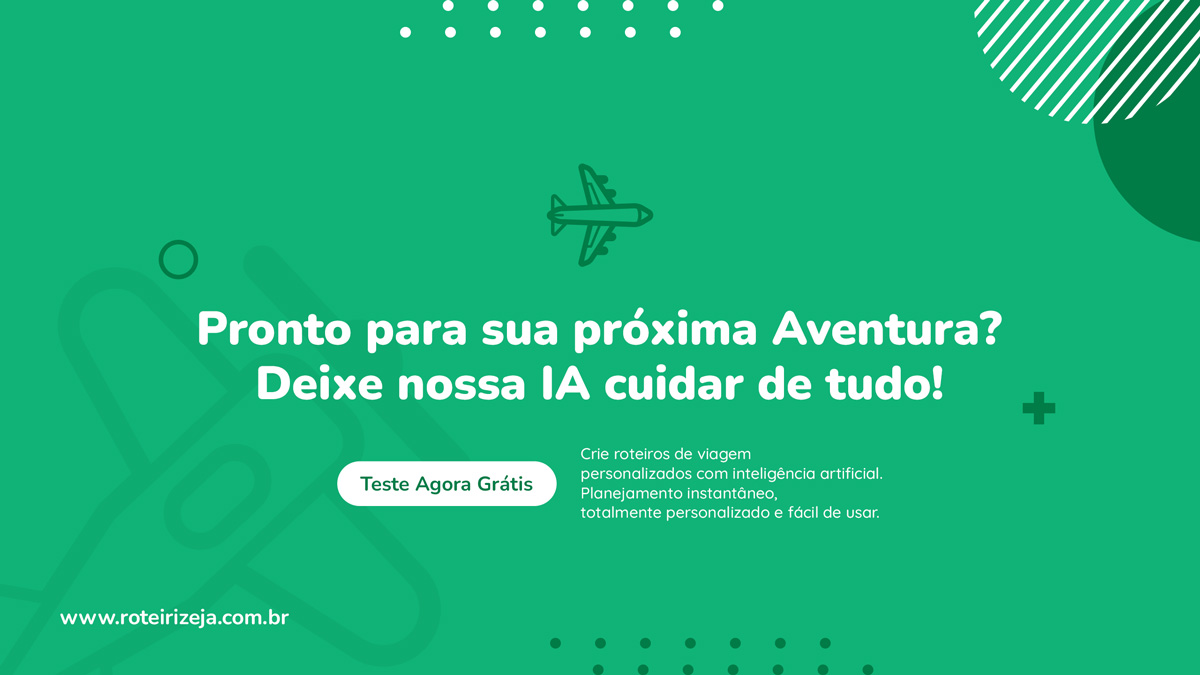 Pronto para sua próxima Aventura?
Deixe nossa IA cuidar de tudo!
Teste Agora Grátis
Crie roteiros de viagem
personalizados com inteligência artificial.
Planejamento instantâneo,
totalmente personalizado e fácil de usar.
www.roteirizeja.com.br